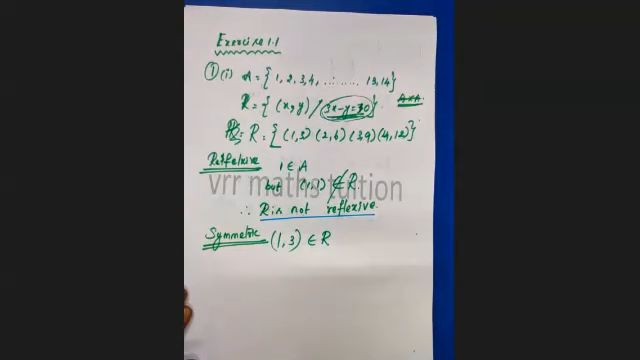 Exercise 1.1
① (i) A = { 1, 2, 3, 4, ........ 13, 14}
R = { (x, y) / 3x-y=0}
R = { (1,3) (2,6) (3,9) (4,12)}
Reflexive 1 ∈ A
but (1,1) ∉ R
vrr maths tuition
∴ R is not reflexive.
Symmetric (1,3) ∈ R